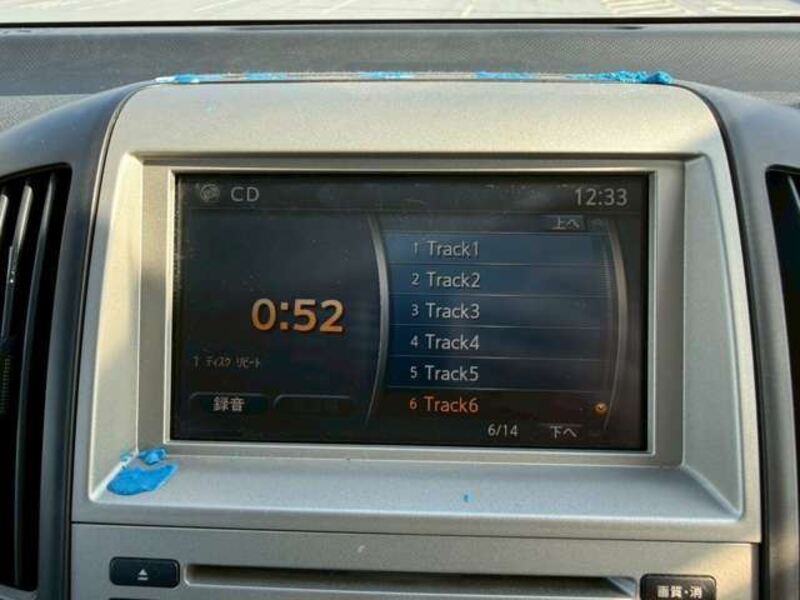 CD
12:33
上へ
1 Track1
2 Track2
3 Track3
4 Track4
5 Track5
6 Track6
0:52
1 ディスク リピート
録音
6/14
下へ
画質・消